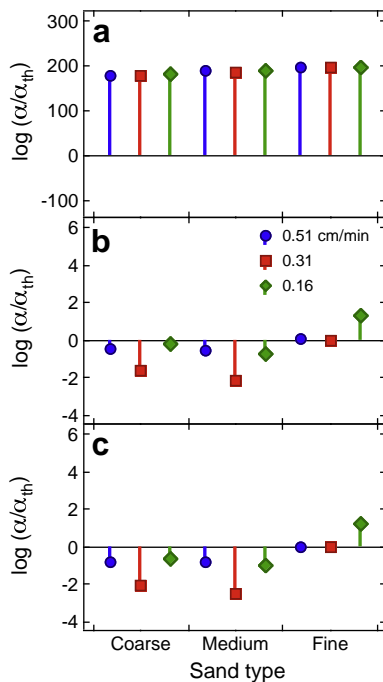 a
300
200
100
0
-100
log (α/α_th)
b
0.51 cm/min
0.31
0.16
6
4
2
0
-2
-4
log (α/α_th)
c
6
4
2
0
-2
-4
log (α/α_th)
Coarse Medium Fine
Sand type